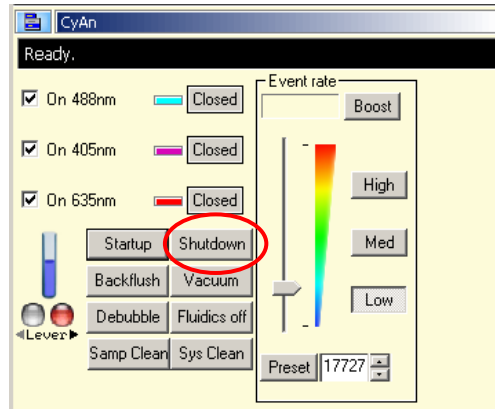 CyAn
Ready.
On 488nm Closed
On 405nm Closed
On 635nm Closed
Event rate
Boost
High
Med
Low
Preset 17727
Startup Shutdown
Backflush Vacuum
Debubble Fluidics off
Lever
Samp Clean Sys Clean